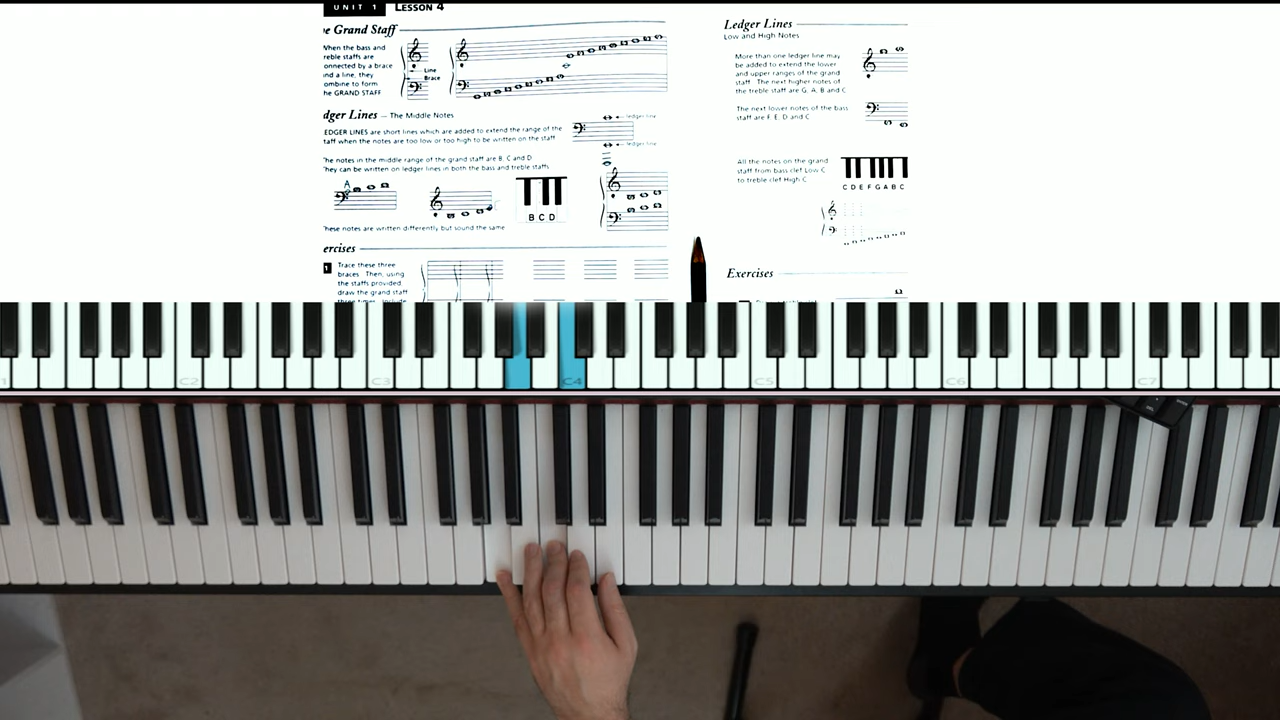 UNIT 1 LESSON 4
e Grand Staff
When the bass and
reble staffs are
onnected by a brace
nd a line, they
ombine to form
he GRAND STAFF
Line
Brace
dger Lines – The Middle Notes
EDGER LINES are short lines which are added to extend the range of the
taff when the notes are too low or too high to be written on the staff
ledger line
ledger line
he notes in the middle range of the grand staff are B, C and D
hey can be written on ledger lines in both the bass and treble staffs
A
B C D
hese notes are written differently but sound the same
ercises
1 Trace these three
braces Then, using
the staffs provided,
draw the grand staff
three times include
Ledger Lines
Low and High Notes
More than one ledger line may
be added to extend the lower
and upper ranges of the grand
staff The next higher notes of
the treble staff are G, A, B and C
The next lower notes of the bass
staff are F, E, D and C
All the notes on the grand
staff from bass clef Low C
to treble clef High C
C D E F G A B C
Exercises
C2 C3 C4 C5 C6 C7